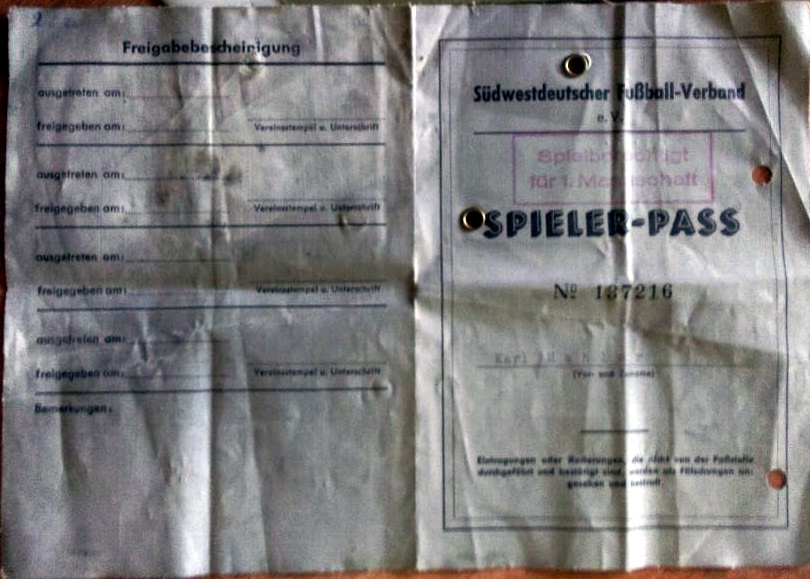 Freigabebescheinigung
ausgetreten am:
freigegeben am:
Vereinsstempel u. Unterschrift
ausgetreten am:
freigegeben am:
Vereinsstempel u. Unterschrift
ausgetreten am:
freigegeben am:
Vereinsstempel u. Unterschrift
ausgetreten am:
freigegeben am:
Vereinsstempel u. Unterschrift
Bemerkungen:
Südwestdeutscher Fußball-Verband
e. V.
Spielberechtigt
für 1. Mannschaft
SPIELER-PASS
Nº 187216
Karl
(Vor- und Zuname)
Eintragungen oder Radierungen, die nicht von der Paßstelle
durchgeführt und bestätigt sind, werden als Fälschungen an-
gesehen und bestraft.